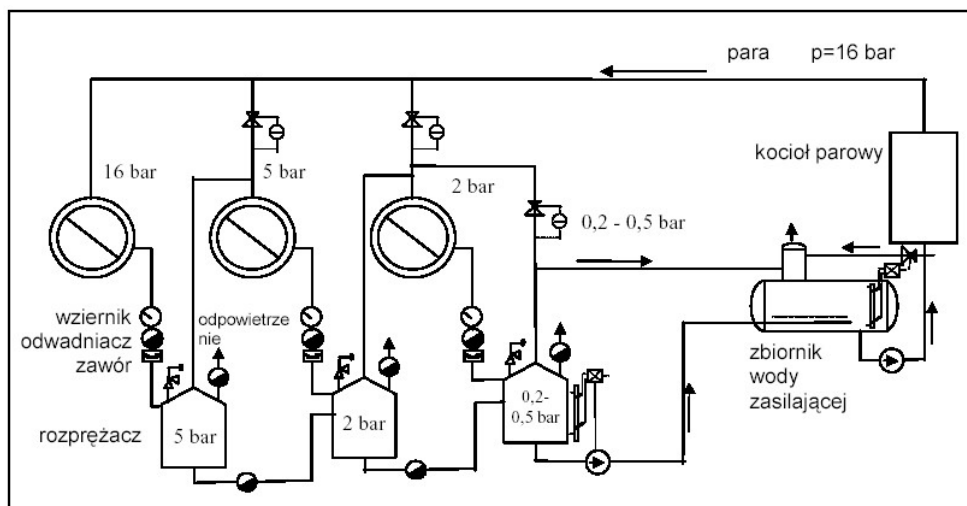 para p=16 bar
kocioł parowy
16 bar
5 bar
2 bar
0,2 - 0,5 bar
wziernik
odwadniacz
zawór
odpowietrze
nie
zbiornik
wody
zasilającej
rozprężacz
5 bar
2 bar
0,2-
0,5 bar